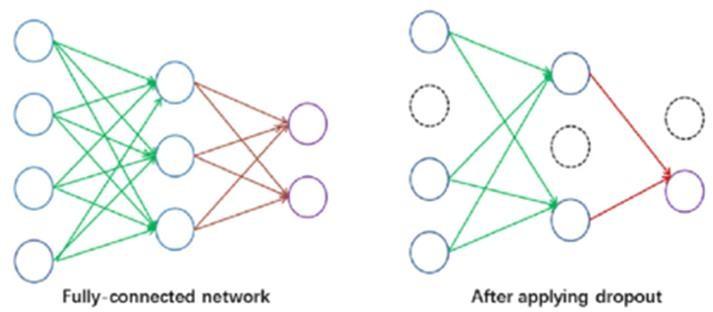 Fully-connected network
After applying dropout